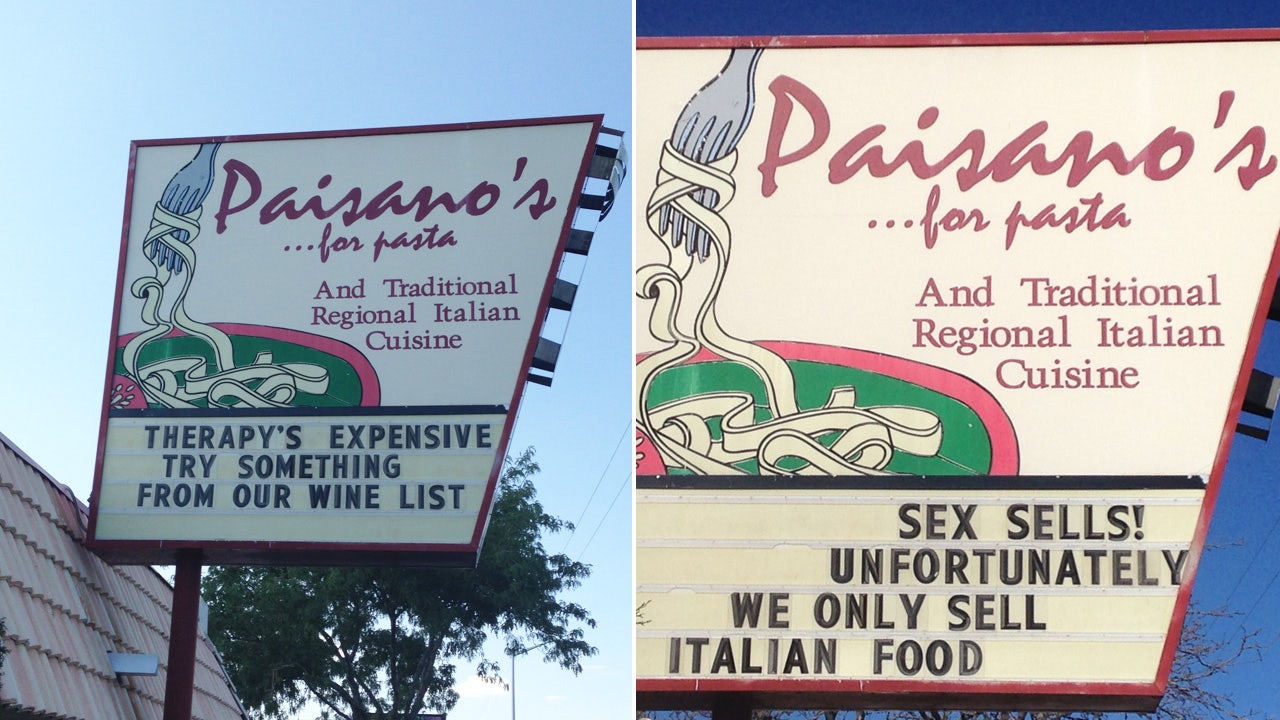 Paisano's
...for pasta
And Traditional
Regional Italian
Cuisine
THERAPY'S EXPENSIVE
TRY SOMETHING
FROM OUR WINE LIST
Paisano's
...for pasta
And Traditional
Regional Italian
Cuisine
SEX SELLS!
UNFORTUNATELY
WE ONLY SELL
ITALIAN FOOD